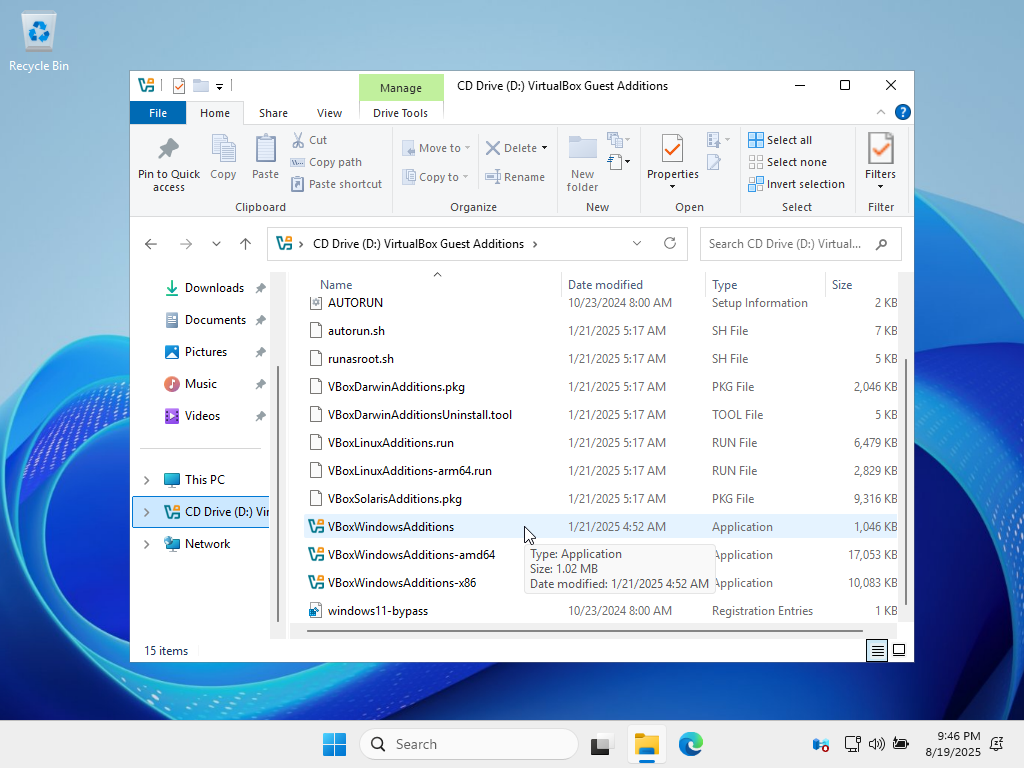 Recycle Bin
Manage
CD Drive (D:) VirtualBox Guest Additions
File
Home
Share
View
Drive Tools
Pin to Quick access
Copy
Paste
Cut
Copy path
Paste shortcut
Clipboard
Move to
Copy to
Delete
Rename
Organize
New folder
New
Properties
Open
Select all
Select none
Invert selection
Select
Filters
Filter
CD Drive (D:) VirtualBox Guest Additions
Search CD Drive (D:) Virtual...
Downloads
Documents
Pictures
Music
Videos
This PC
CD Drive (D:) Vir
Network
Name Date modified Type Size
AUTORUN 10/23/2024 8:00 AM Setup Information 2 KB
autorun.sh 1/21/2025 5:17 AM SH File 7 KB
runasroot.sh 1/21/2025 5:17 AM SH File 5 KB
VBoxDarwinAdditions.pkg 1/21/2025 5:17 AM PKG File 2,046 KB
VBoxDarwinAdditionsUninstall.tool 1/21/2025 5:17 AM TOOL File 5 KB
VBoxLinuxAdditions.run 1/21/2025 5:17 AM RUN File 6,479 KB
VBoxLinuxAdditions-arm64.run 1/21/2025 5:17 AM RUN File 2,829 KB
VBoxSolarisAdditions.pkg 1/21/2025 5:17 AM PKG File 9,316 KB
VBoxWindowsAdditions 1/21/2025 4:52 AM Application 1,046 KB
VBoxWindowsAdditions-amd64 Application 17,053 KB
VBoxWindowsAdditions-x86 Application 10,083 KB
windows11-bypass 10/23/2024 8:00 AM Registration Entries 1 KB
Type: Application
Size: 1.02 MB
Date modified: 1/21/2025 4:52 AM
15 items
Search
9:46 PM
8/19/2025